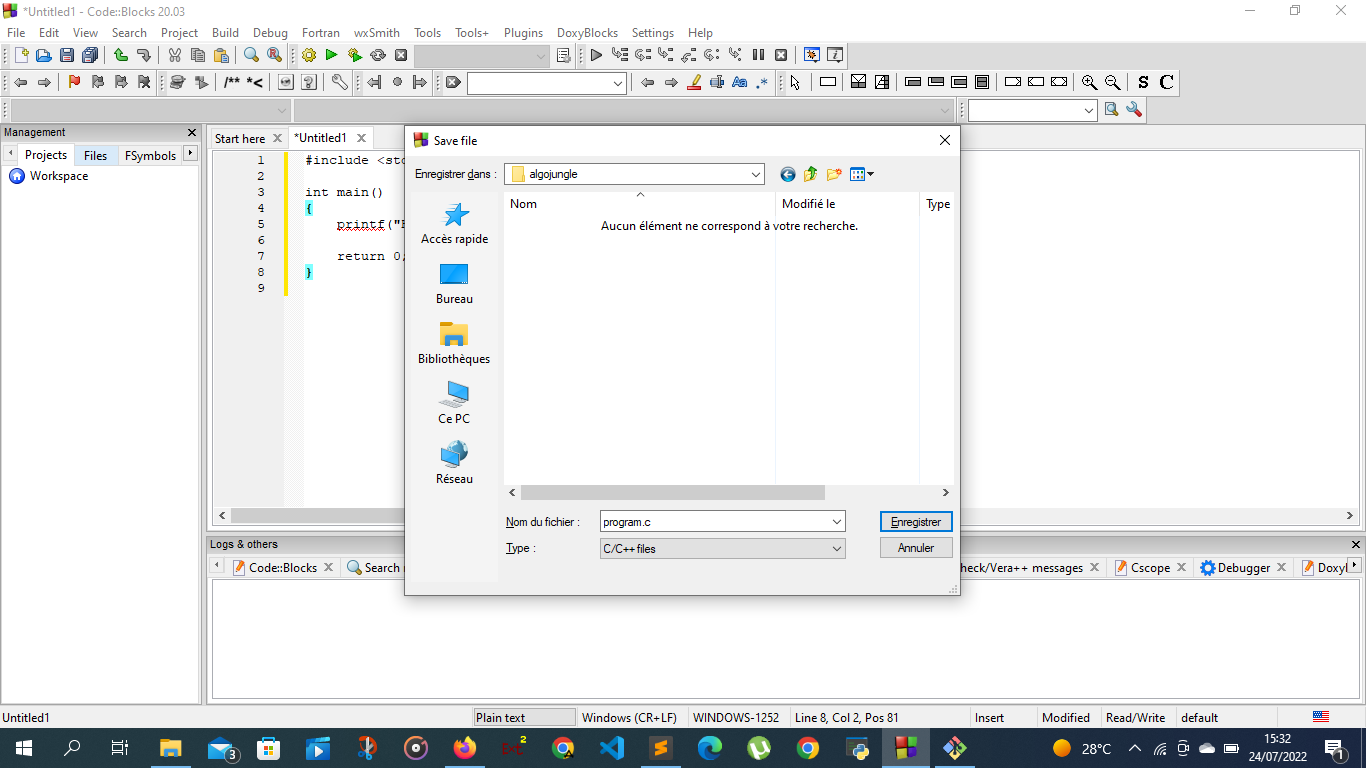 *Untitled1 - Code::Blocks 20.03
File Edit View Search Project Build Debug Fortran wxSmith Tools Tools+ Plugins DoxyBlocks Settings Help
/** *< Aa .* S C
Management
Projects Files FSymbols
Workspace
Start here *Untitled1
1 #include <std
2
3 int main()
4 {
5 printf("
6
7 return 0
8 }
9
Save file
Enregistrer dans : algojungle
Nom Modifié le Type
Aucun élément ne correspond à votre recherche.
Accès rapide
Bureau
Bibliothèques
Ce PC
Réseau
Nom du fichier : program.c Enregistrer
Type : C/C++ files Annuler
Logs & others
Code::Blocks Search heck/Vera++ messages Cscope Debugger Doxyl
Untitled1 Plain text Windows (CR+LF) WINDOWS-1252 Line 8, Col 2, Pos 81 Insert Modified Read/Write default
3 2 28°C 15:32
24/07/2022 1